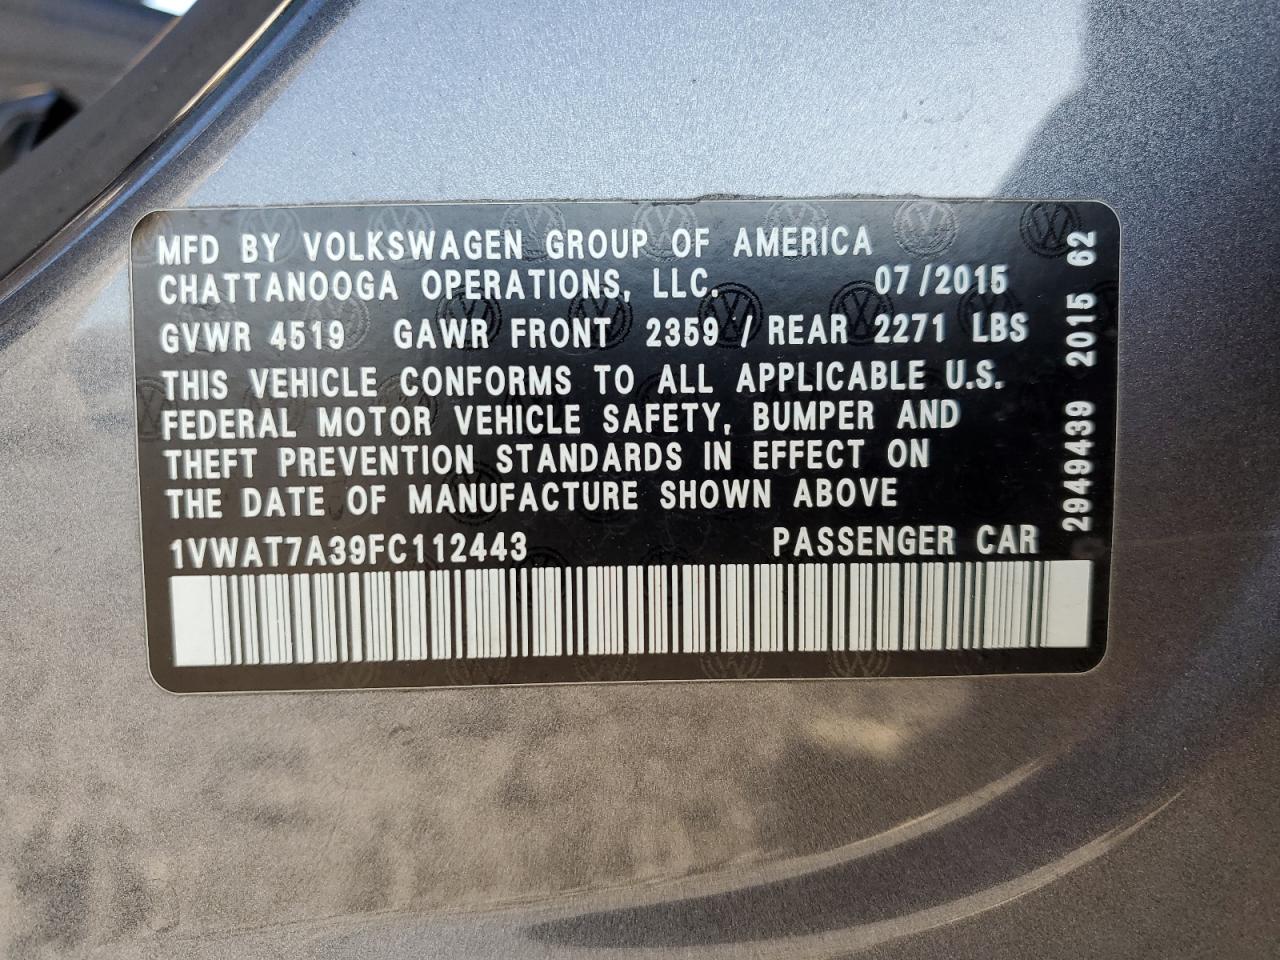 MFD BY VOLKSWAGEN GROUP OF AMERICA
CHATTANOOGA OPERATIONS, LLC. 07/2015
GVWR 4519 GAWR FRONT 2359 / REAR 2271 LBS
THIS VEHICLE CONFORMS TO ALL APPLICABLE U.S.
FEDERAL MOTOR VEHICLE SAFETY, BUMPER AND
THEFT PREVENTION STANDARDS IN EFFECT ON
THE DATE OF MANUFACTURE SHOWN ABOVE
1VWAT7A39FC112443 PASSENGER CAR
2949439 2015 62